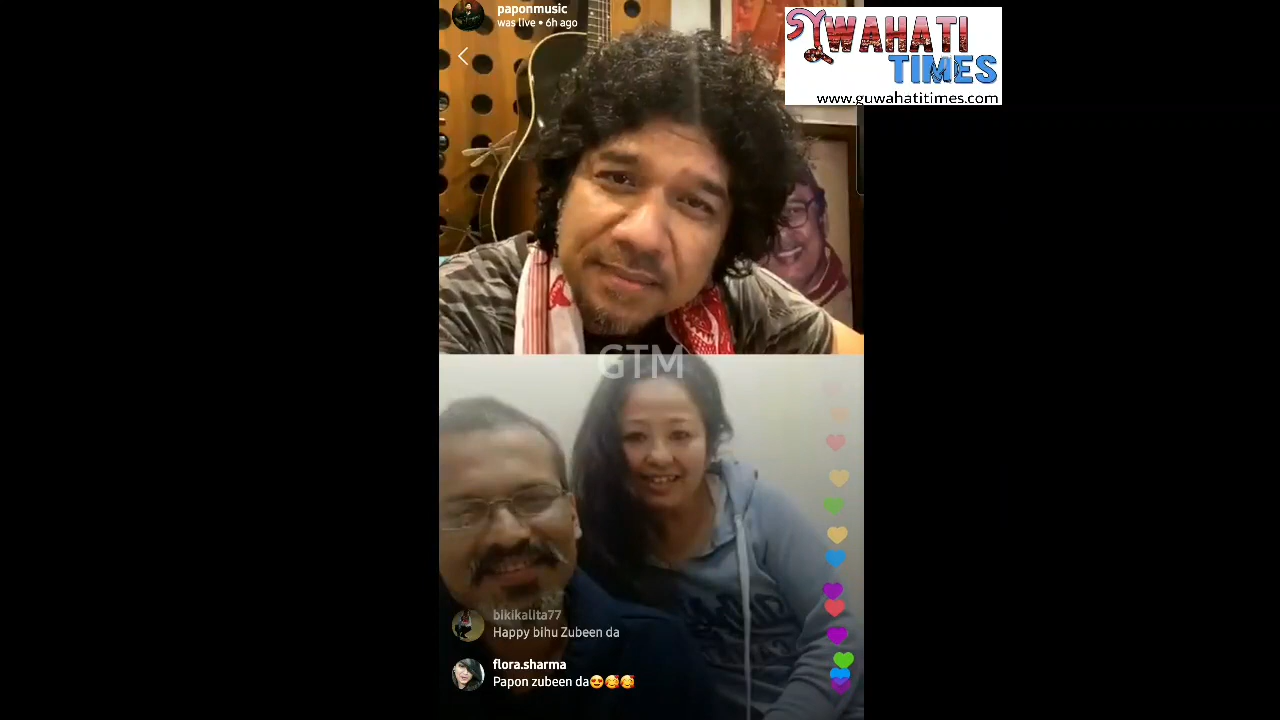 paponmusic
was live • 6h ago
GUWAHATI
TIMES
www.guwahatitimes.com
GTM
bikikalita77
Happy bihu Zubeen da
flora.sharma
Papon zubeen da😍🥰🥰